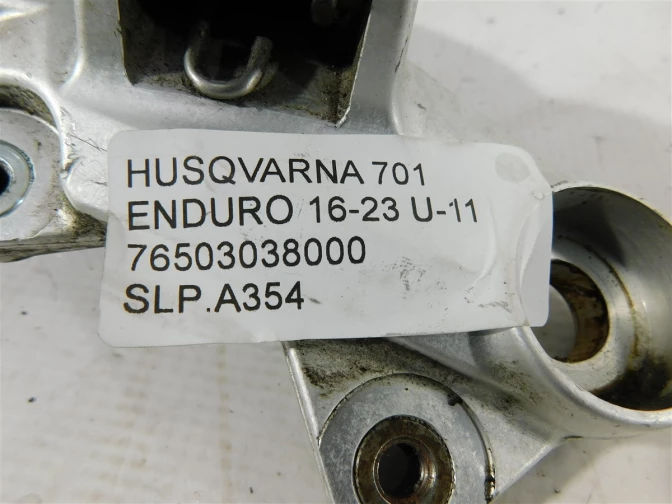 HUSQVARNA 701
ENDURO 16-23 U-11
76503038000
SLP.A354